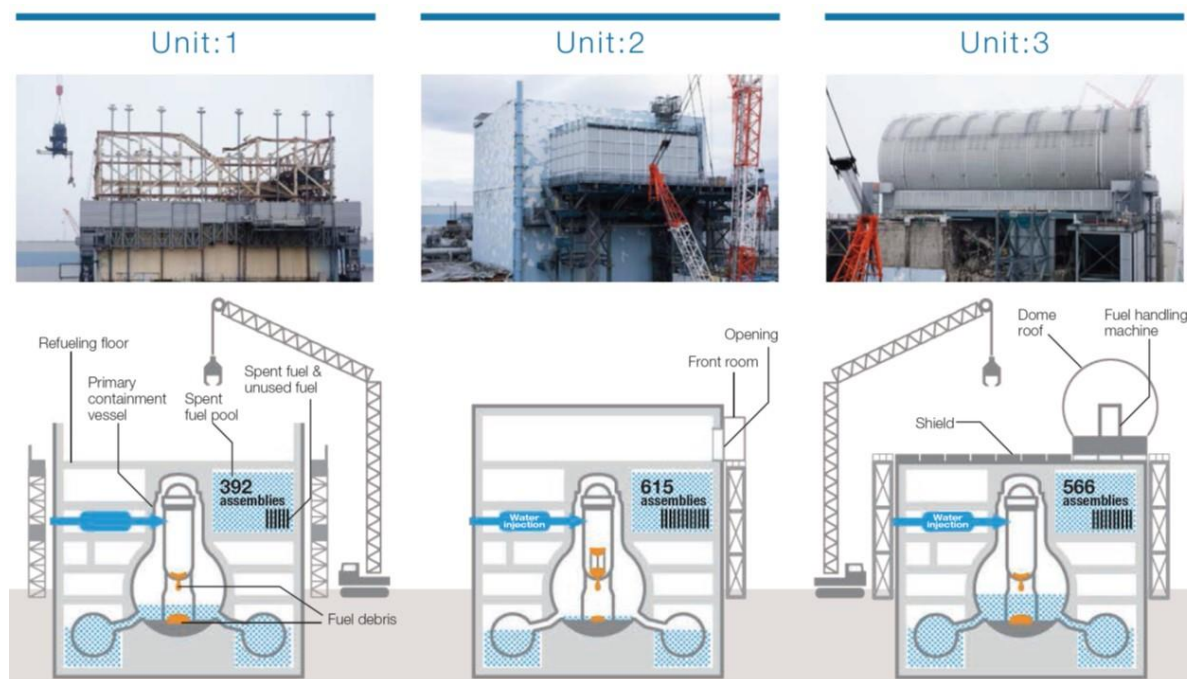 Unit:1
Unit:2
Unit:3
Refueling floor
Primary
containment
vessel
Spent
fuel pool
Spent fuel &
unused fuel
392
assemblies
Fuel debris
Opening
Front room
615
assemblies
Water
injection
Dome
roof
Fuel handling
machine
Shield
566
assemblies
Water
injection